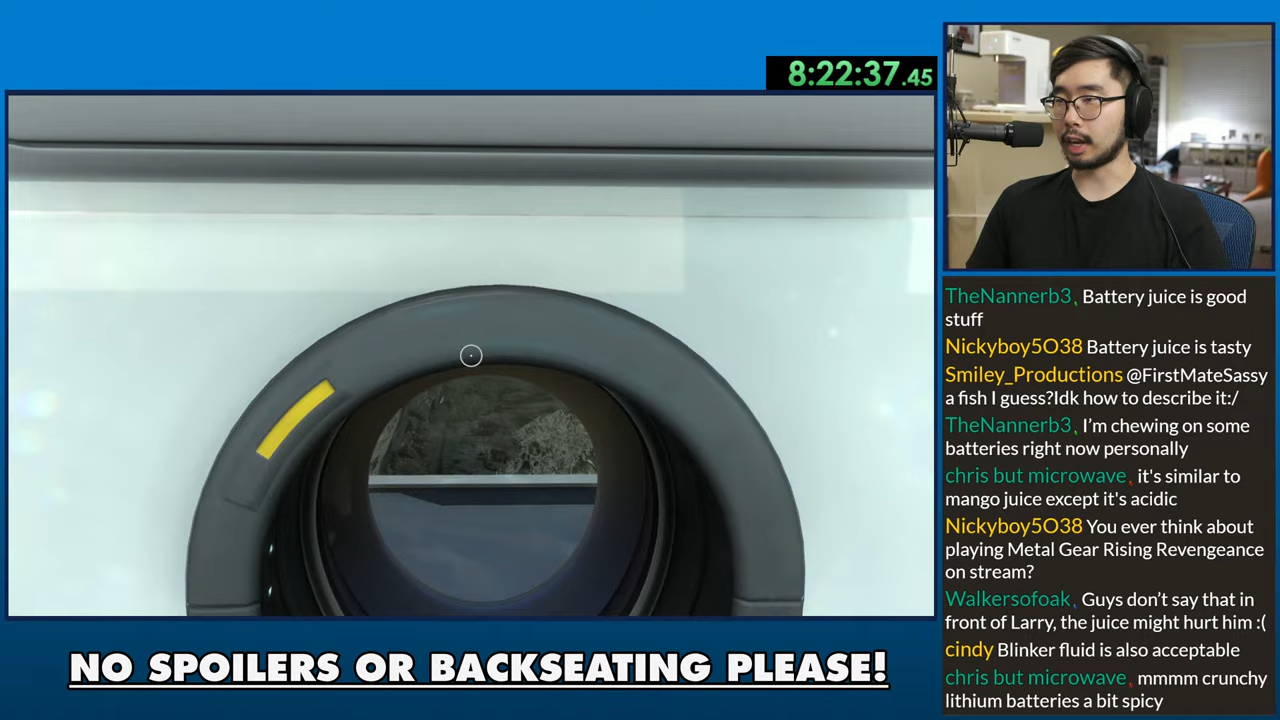 8:22:37.45
TheNannerb3, Battery juice is good
stuff
Nickyboy5O38 Battery juice is tasty
Smiley_Productions @FirstMateSassy
a fish I guess?Idk how to describe it:/
TheNannerb3, I'm chewing on some
batteries right now personally
chris but microwave, it's similar to
mango juice except it's acidic
Nickyboy5O38 You ever think about
playing Metal Gear Rising Revengeance
on stream?
Walkersofoak, Guys don't say that in
front of Larry, the juice might hurt him :(
cindy Blinker fluid is also acceptable
chris but microwave, mmmm crunchy
lithium batteries a bit spicy
NO SPOILERS OR BACKSEATING PLEASE!